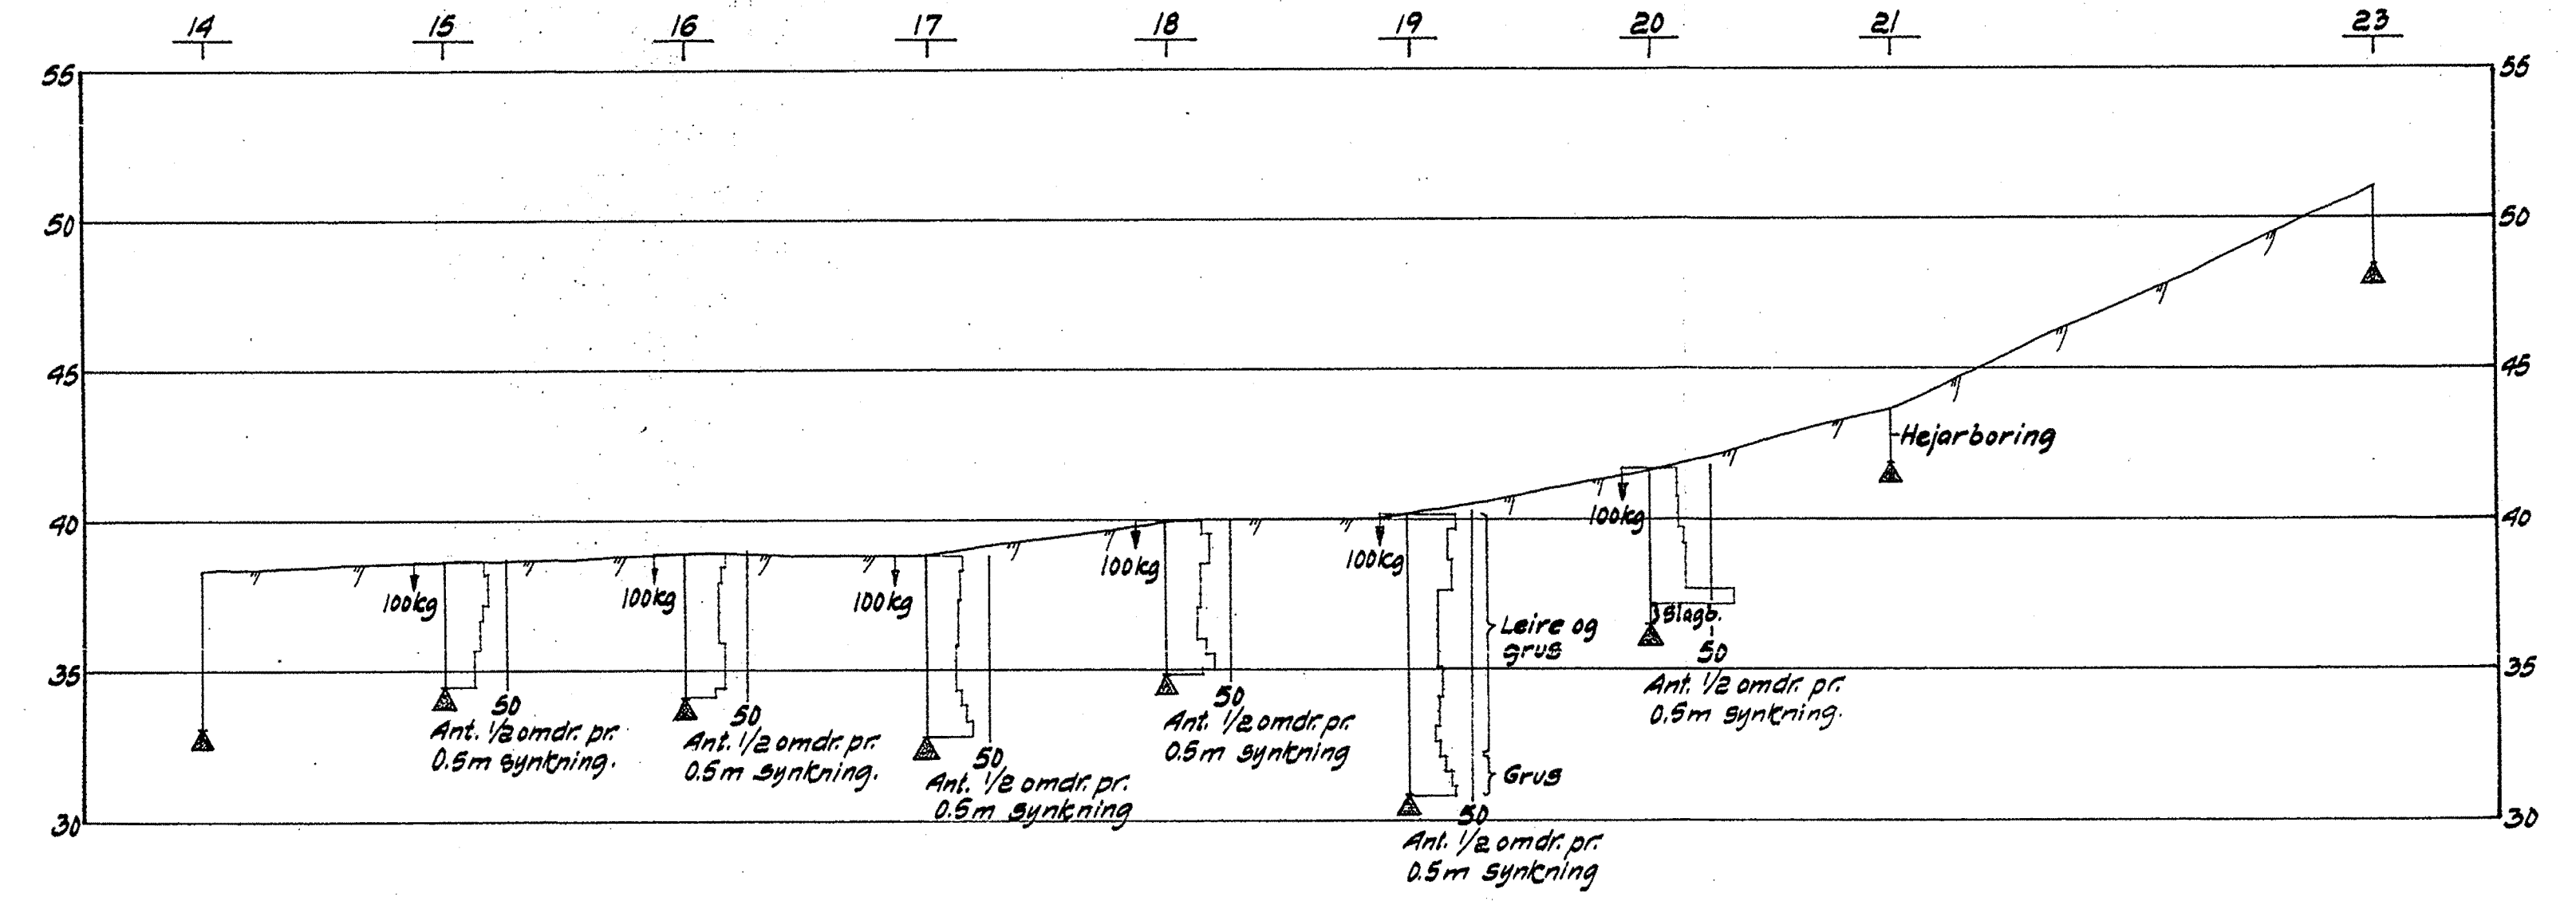 14 15 16 17 18 19 20 21 23
55 55
50 50
45 45
Hejarboring
40 40
100kg 100kg 100kg 100kg 100kg 100kg
Slagb.
Leire og
grus
50
35 35
Ant. 1/2 omdr. pr.
0.5m synkning.
50
Ant. 1/2 omdr. pr.
0.5m synkning.
50
Ant. 1/2 omdr. pr.
0.5m synkning.
50
Ant. 1/2 omdr. pr.
0.5m synkning
50
Ant. 1/2 omdr. pr.
0.5m synkning
Grus
50
Ant. 1/2 omdr. pr.
0.5m synkning
30 30